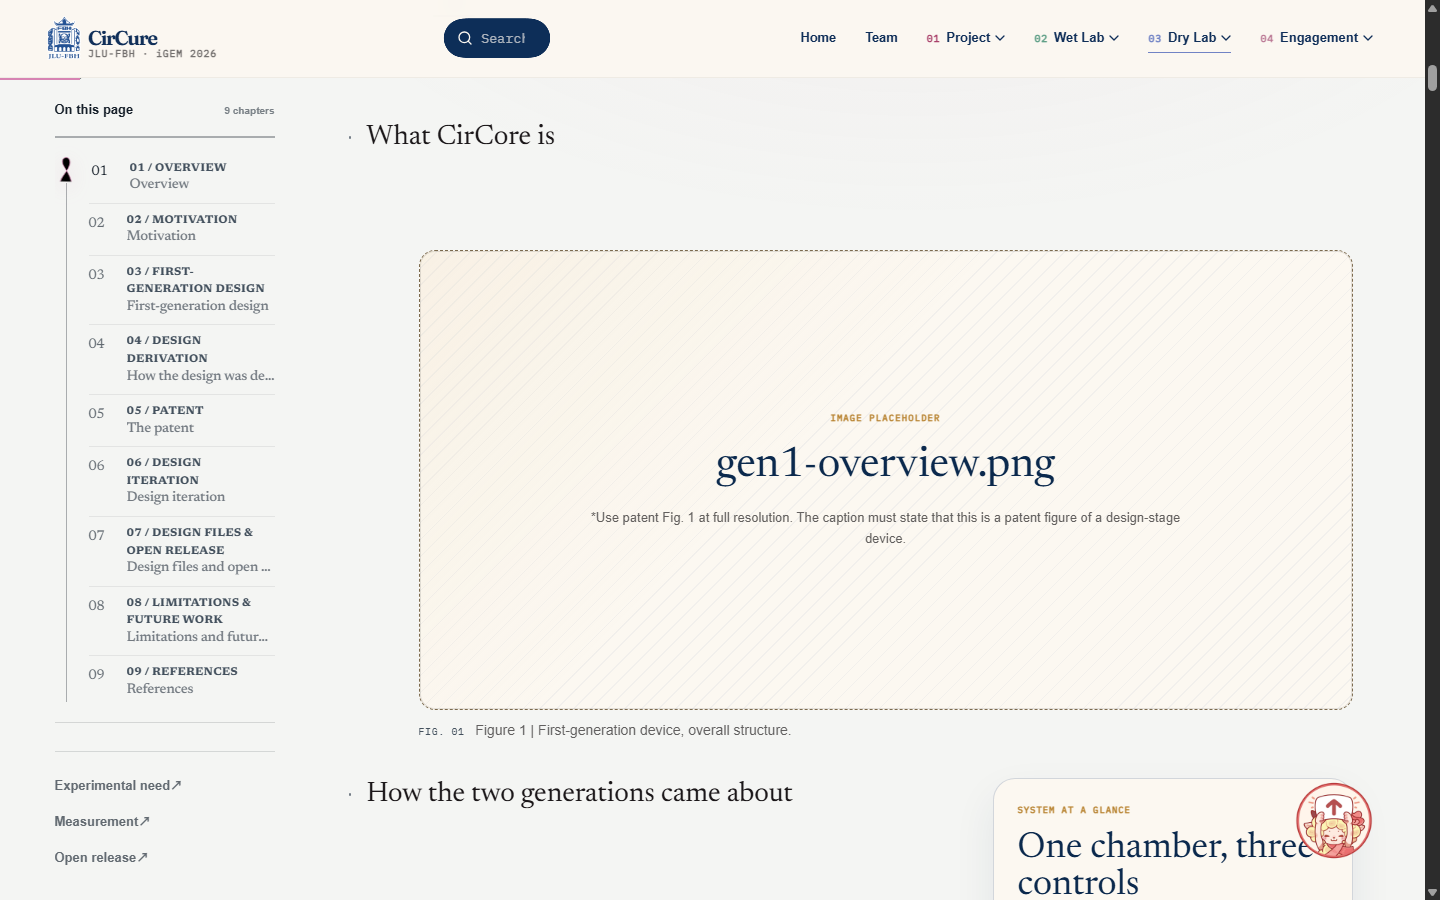 CirCure
JLU-FBH · iGEM 2026
JLU-FBH
Search
Home
Team
01 Project
02 Wet Lab
03 Dry Lab
04 Engagement
On this page
9 chapters
01
01 / OVERVIEW
Overview
02
02 / MOTIVATION
Motivation
03
03 / FIRST-
GENERATION DESIGN
First-generation design
04
04 / DESIGN
DERIVATION
How the design was de...
05
05 / PATENT
The patent
06
06 / DESIGN
ITERATION
Design iteration
07
07 / DESIGN FILES &
OPEN RELEASE
Design files and open ...
08
08 / LIMITATIONS &
FUTURE WORK
Limitations and futur...
09
09 / REFERENCES
References
Experimental need↗
Measurement↗
Open release↗
· What CirCore is
IMAGE PLACEHOLDER
gen1-overview.png
*Use patent Fig. 1 at full resolution. The caption must state that this is a patent figure of a design-stage
device.
FIG. 01 Figure 1 | First-generation device, overall structure.
· How the two generations came about
SYSTEM AT A GLANCE
One chamber, three
controls